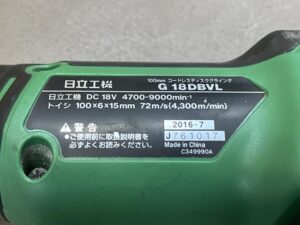 100mm コードレスディスクグラインダ
日立工機 G 18DBVL
日立工機 DC 18V 4700-9000min⁻¹
トイシ 100×6×15mm 72m/s(4,300m/min)
警告
●ご使用前に取扱説明書を
必ずよくお読みください。
2016-7
J761017
Made in China
C349990A